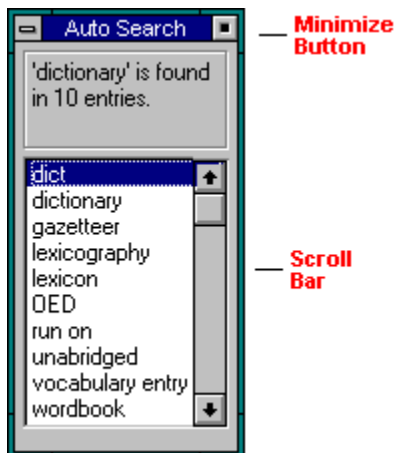 Auto Search
Minimize
Button
'dictionary' is found
in 10 entries.
dict
dictionary
gazetteer
lexicography
lexicon
OED
run on
unabridged
vocabulary entry
wordbook
Scroll
Bar